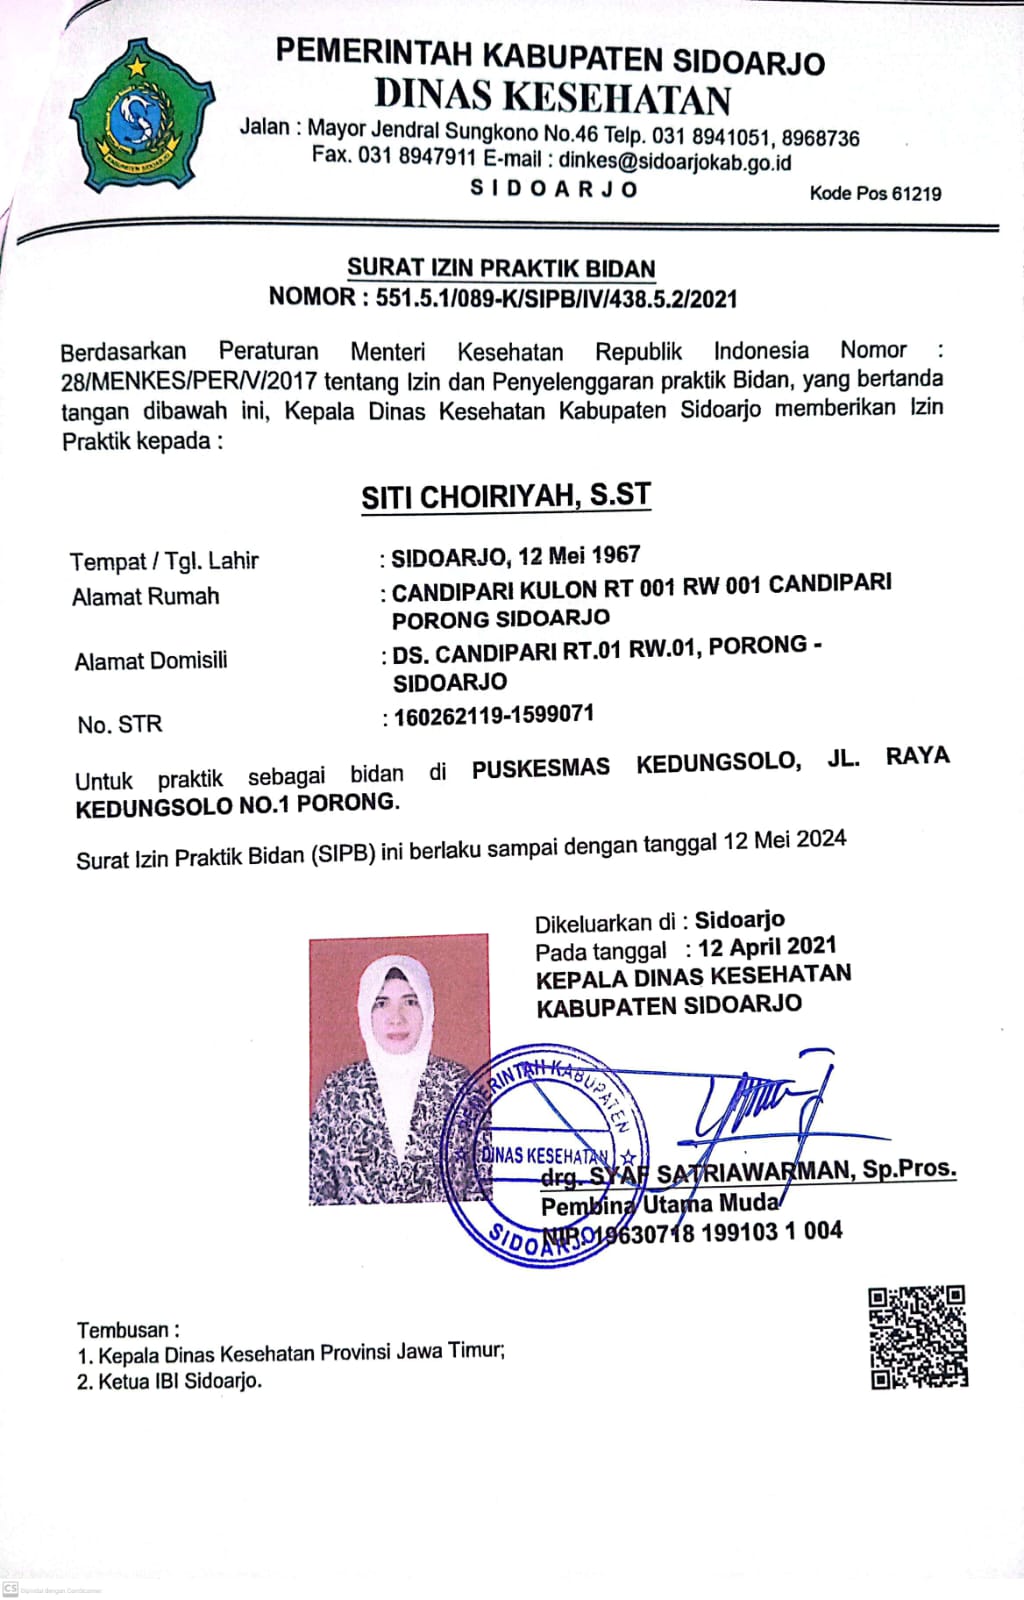 PEMERINTAH KABUPATEN SIDOARJO
DINAS KESEHATAN
Jalan : Mayor Jendral Sungkono No.46 Telp. 031 8941051, 8968736
Fax. 031 8947911 E-mail : dinkes@sidoarjokab.go.id
SIDOARJO
Kode Pos 61219
KABUPATEN SIDOARJO
SURAT IZIN PRAKTIK BIDAN
NOMOR : 551.5.1/089-K/SIPB/IV/438.5.2/2021
Berdasarkan Peraturan Menteri Kesehatan Republik Indonesia Nomor :
28/MENKES/PER/V/2017 tentang Izin dan Penyelenggaran praktik Bidan, yang bertanda
tangan dibawah ini, Kepala Dinas Kesehatan Kabupaten Sidoarjo memberikan Izin
Praktik kepada :
SITI CHOIRIYAH, S.ST
Tempat / Tgl. Lahir : SIDOARJO, 12 Mei 1967
Alamat Rumah : CANDIPARI KULON RT 001 RW 001 CANDIPARI
PORONG SIDOARJO
Alamat Domisili : DS. CANDIPARI RT.01 RW.01, PORONG -
SIDOARJO
No. STR : 160262119-1599071
Untuk praktik sebagai bidan di PUSKESMAS KEDUNGSOLO, JL. RAYA
KEDUNGSOLO NO.1 PORONG.
Surat Izin Praktik Bidan (SIPB) ini berlaku sampai dengan tanggal 12 Mei 2024
Dikeluarkan di : Sidoarjo
Pada tanggal : 12 April 2021
KEPALA DINAS KESEHATAN
KABUPATEN SIDOARJO
PEMERINTAH KABUPATEN
DINAS KESEHATAN
SIDOARJO
drg. SYAF SATRIAWARMAN, Sp.Pros.
Pembina Utama Muda
NIP. 19630718 199103 1 004
Tembusan :
1. Kepala Dinas Kesehatan Provinsi Jawa Timur;
2. Ketua IBI Sidoarjo.
CS Dipindai dengan CamScanner